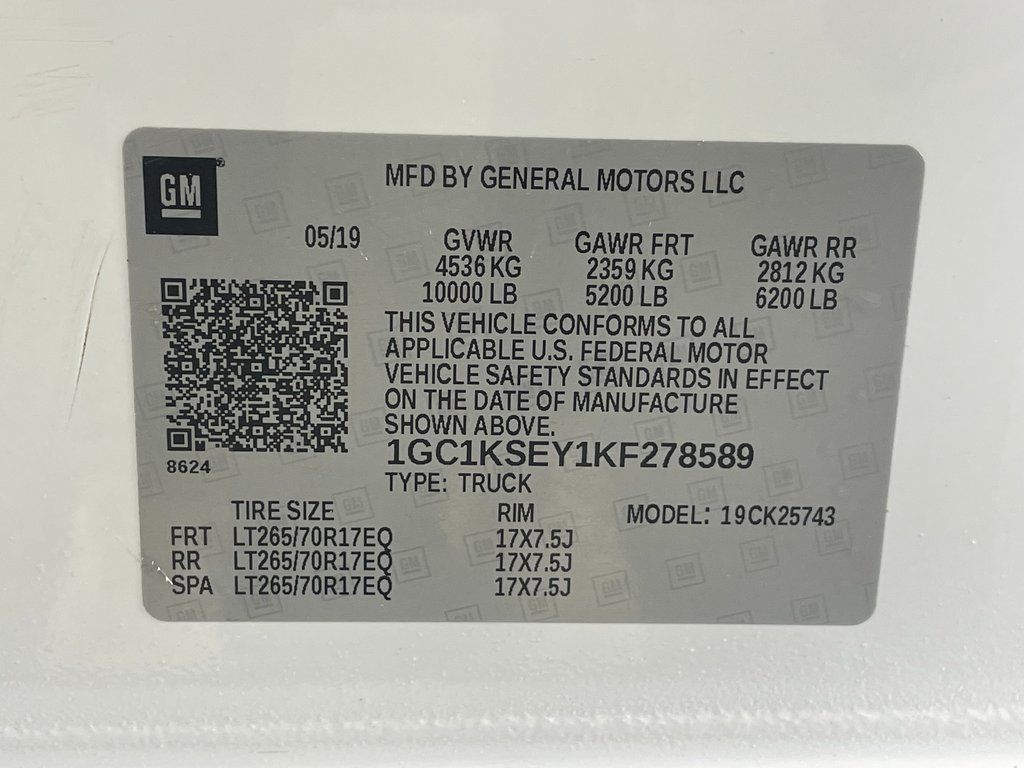 GM
MFD BY GENERAL MOTORS LLC
05/19 GVWR GAWR FRT GAWR RR
4536 KG 2359 KG 2812 KG
10000 LB 5200 LB 6200 LB
THIS VEHICLE CONFORMS TO ALL
APPLICABLE U.S. FEDERAL MOTOR
VEHICLE SAFETY STANDARDS IN EFFECT
ON THE DATE OF MANUFACTURE
SHOWN ABOVE.
8624
1GC1KSEY1KF278589
TYPE: TRUCK
TIRE SIZE RIM MODEL: 19CK25743
FRT LT265/70R17EQ 17X7.5J
RR LT265/70R17EQ 17X7.5J
SPA LT265/70R17EQ 17X7.5J